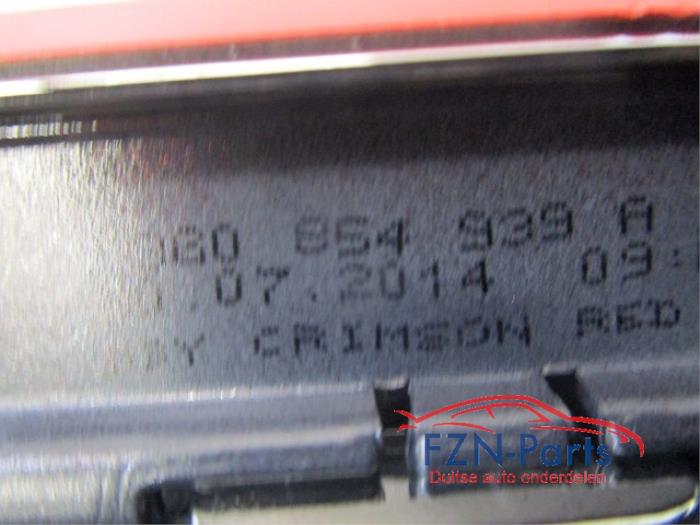 854 939 A
.07.2014 09:
CRIMSON RED
FZN-Parts
Duitse auto onderdelen